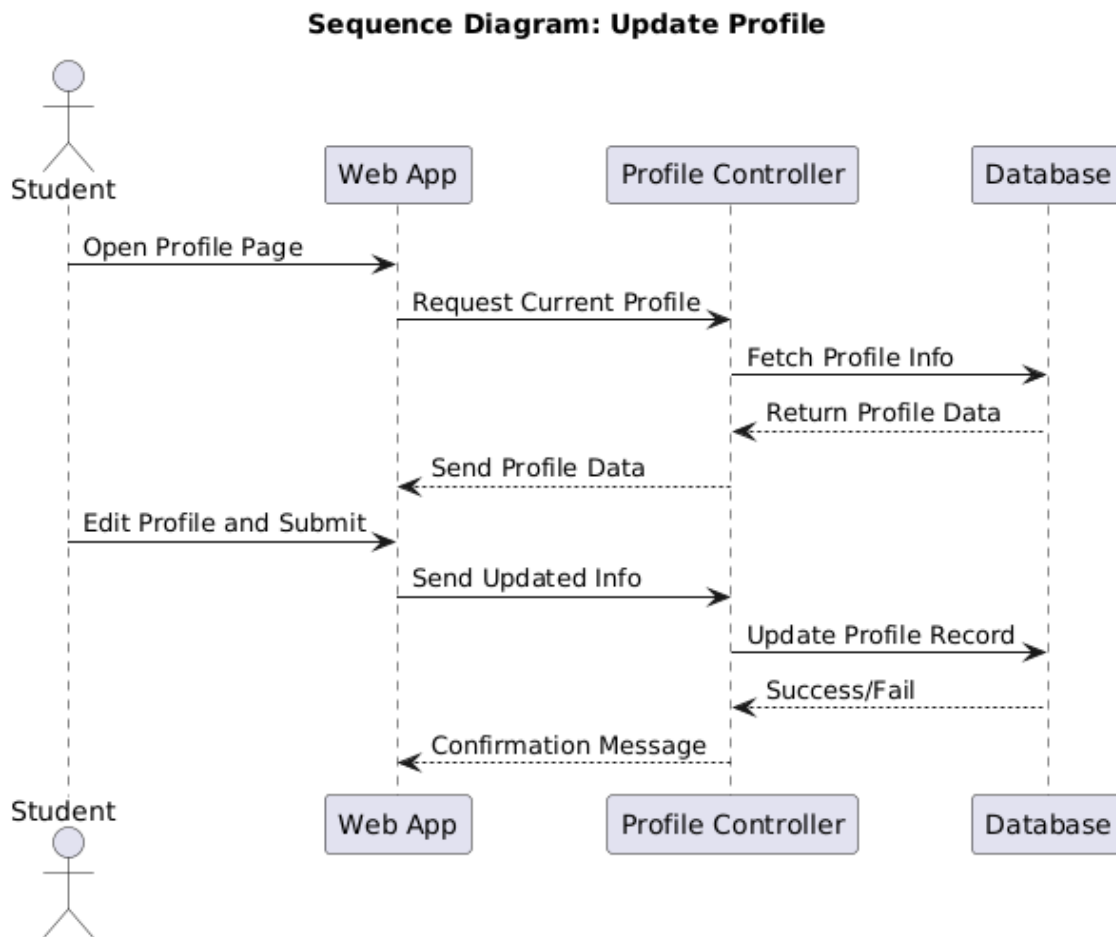 Sequence Diagram: Update Profile
Student
Web App
Profile Controller
Database
Open Profile Page
Request Current Profile
Fetch Profile Info
Return Profile Data
Send Profile Data
Edit Profile and Submit
Send Updated Info
Update Profile Record
Success/Fail
Confirmation Message
Student
Web App
Profile Controller
Database